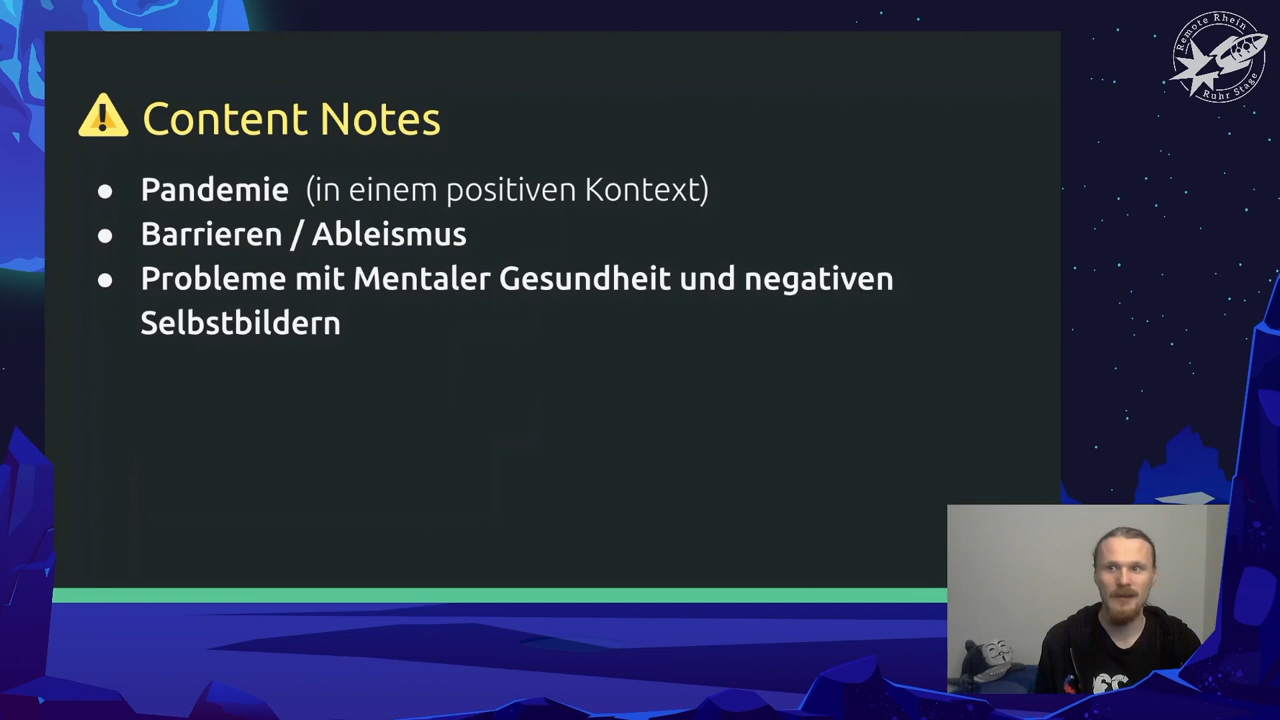 Remote Rhein
Ruhr Stage
Content Notes
Pandemie (in einem positiven Kontext)
Barrieren / Ableismus
Probleme mit Mentaler Gesundheit und negativen
Selbstbildern